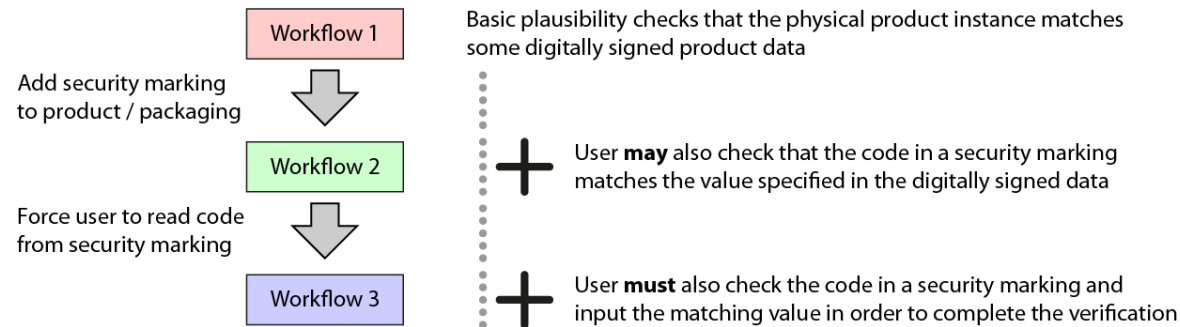 Workflow 1
Basic plausibility checks that the physical product instance matches
some digitally signed product data
Add security marking
to product / packaging
Workflow 2
User may also check that the code in a security marking
matches the value specified in the digitally signed data
Force user to read code
from security marking
Workflow 3
User must also check the code in a security marking and
input the matching value in order to complete the verification